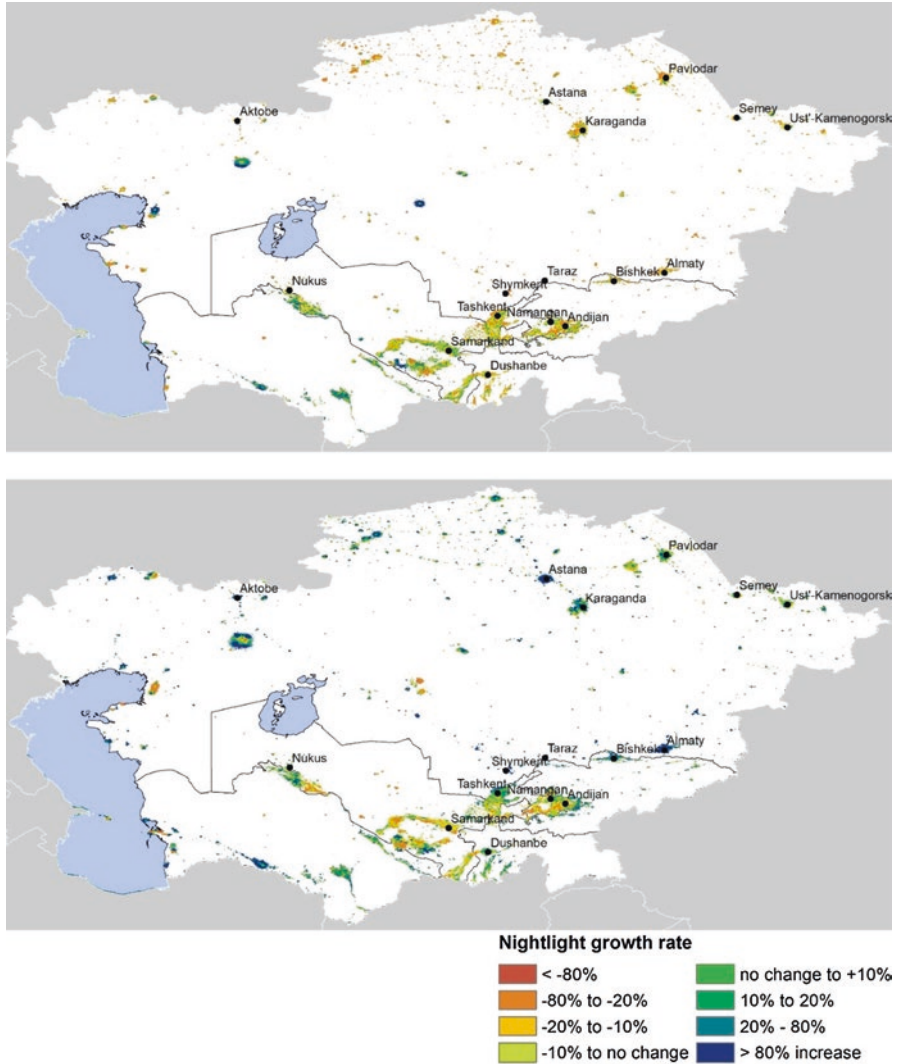 Pavlodar
Astana
Aktobe
Semey
Ust'-Kamenogorsk
Karaganda
Taraz
Bishkek
Almaty
Nukus
Shymkent
Tashkent
Namangan
Andijan
Samarkand
Dushanbe
Pavlodar
Astana
Aktobe
Semey
Ust'-Kamenogorsk
Karaganda
Taraz
Bishkek
Almaty
Nukus
Shymkent
Tashkent
Namangan
Andijan
Samarkand
Dushanbe
Nightlight growth rate
< -80%
no change to +10%
-80% to -20%
10% to 20%
-20% to -10%
20% - 80%
-10% to no change
> 80% increase